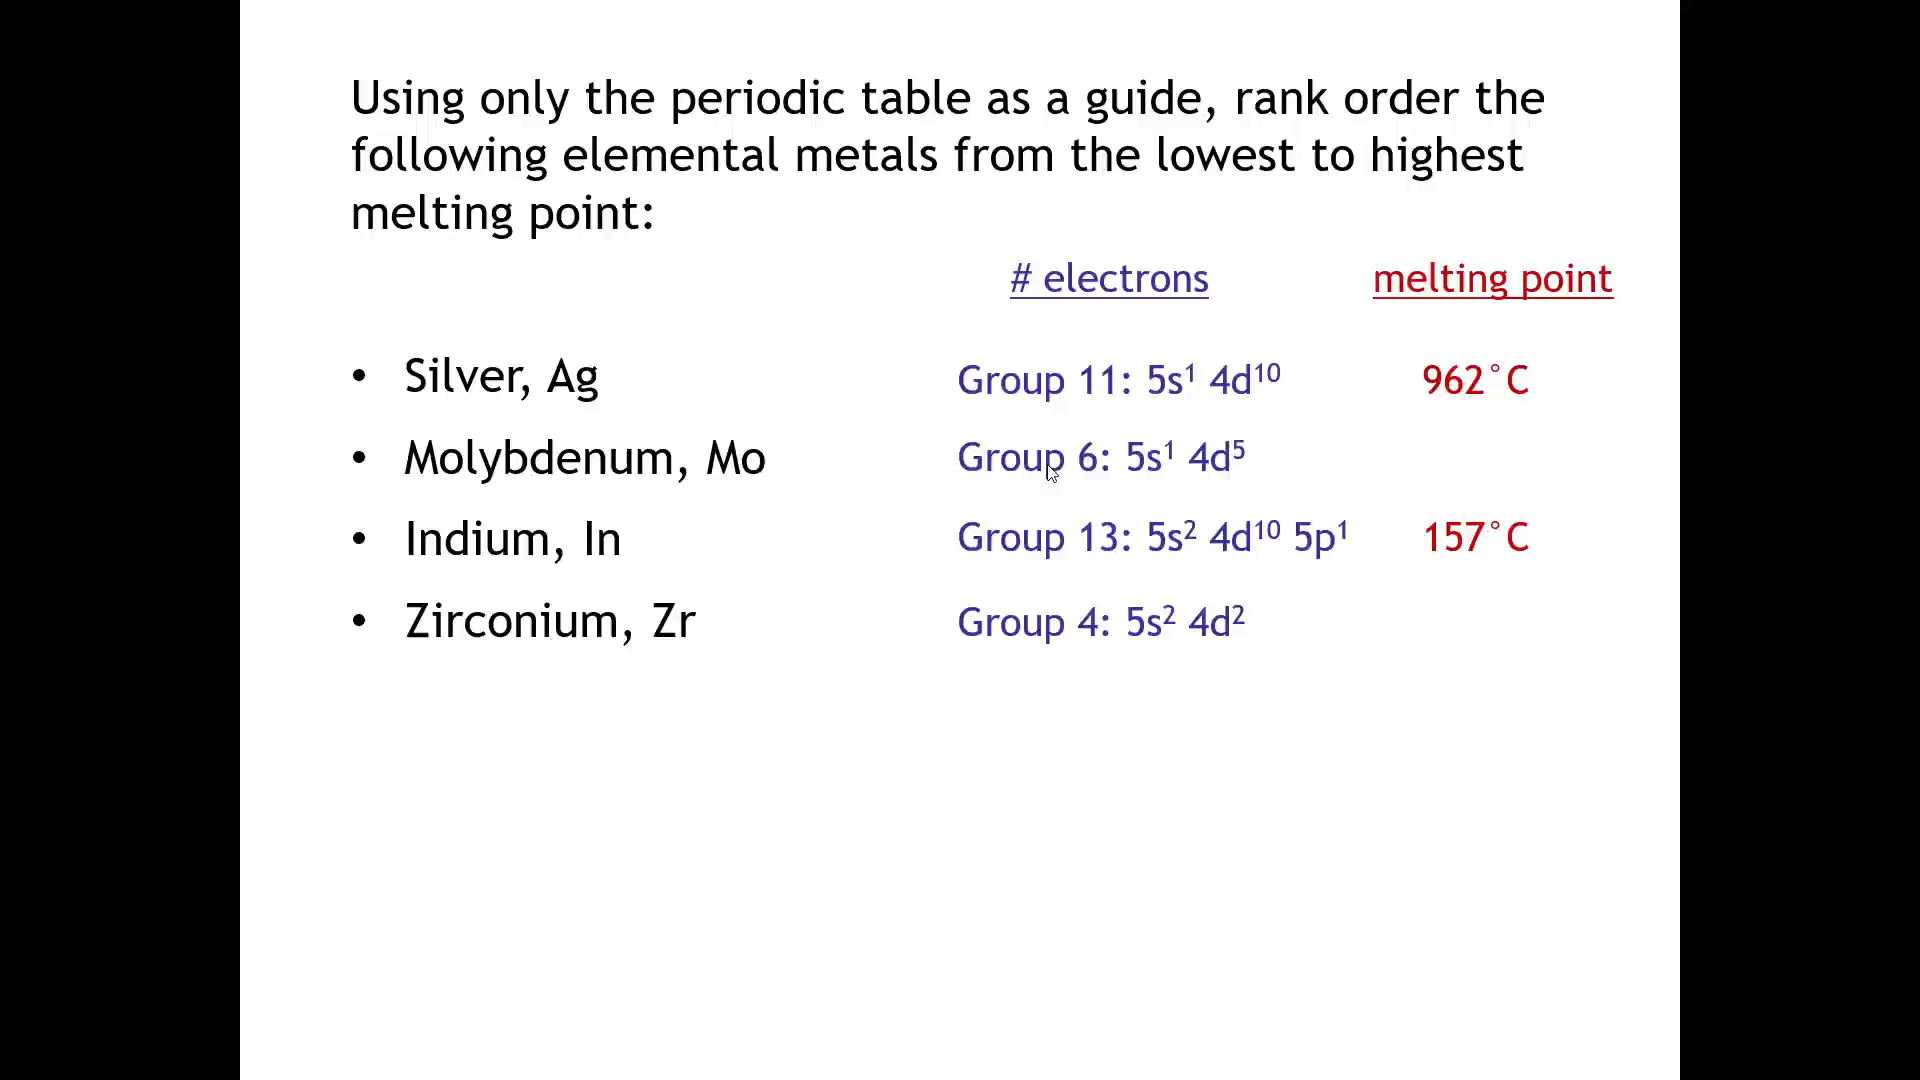 Using only the periodic table as a guide, rank order the
following elemental metals from the lowest to highest
melting point:
# electrons melting point
• Silver, Ag Group 11: 5s¹ 4d¹⁰ 962°C
• Molybdenum, Mo Group 6: 5s¹ 4d⁵
• Indium, In Group 13: 5s² 4d¹⁰ 5p¹ 157°C
• Zirconium, Zr Group 4: 5s² 4d²